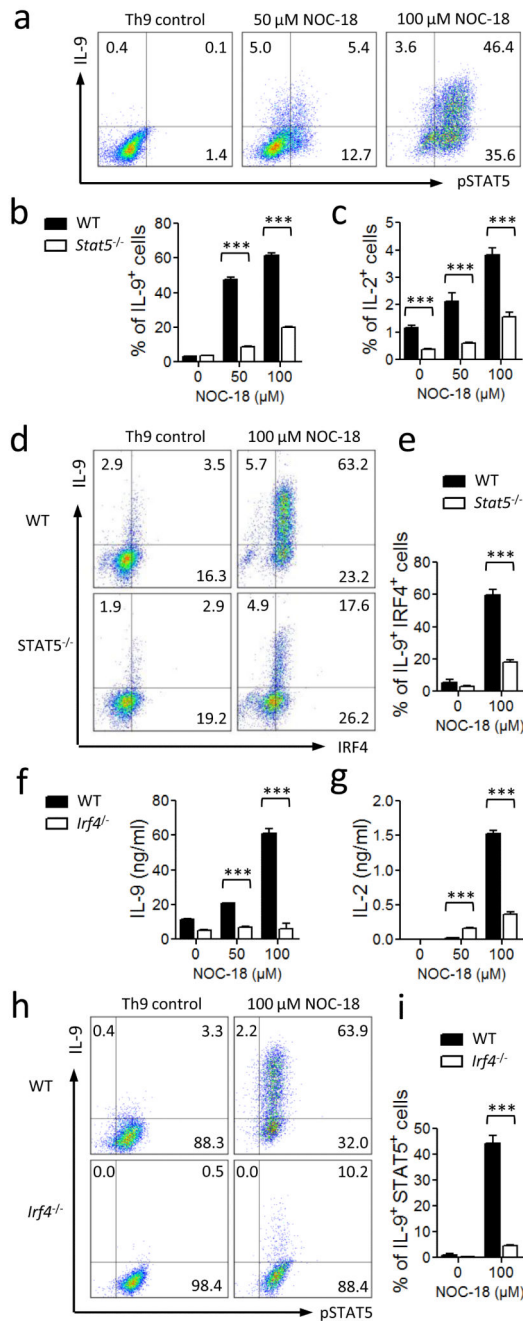 a
Th9 control 50 µM NOC-18 100 µM NOC-18
IL-9
0.4 0.1 5.0 5.4 3.6 46.4
1.4 12.7 35.6
pSTAT5
b
WT
Stat5-/-
% of IL-9+ cells
80
60
40
20
0
***
***
0 50 100
NOC-18 (µM)
c
% of IL-2+ cells
5
4
3
2
1
0
***
***
***
0 50 100
NOC-18 (µM)
d
Th9 control 100 µM NOC-18
IL-9
WT
2.9 3.5 5.7 63.2
16.3 23.2
STAT5-/-
1.9 2.9 4.9 17.6
19.2 26.2
IRF4
e
WT
Stat5-/-
% of IL-9+ IRF4+ cells
80
60
40
20
0
***
0 100
NOC-18 (µM)
f
WT
Irf4-/-
IL-9 (ng/ml)
90
60
30
0
***
***
0 50 100
NOC-18 (µM)
g
IL-2 (ng/ml)
2.0
1.5
1.0
0.5
0.0
***
***
0 50 100
NOC-18 (µM)
h
Th9 control 100 µM NOC-18
IL-9
WT
0.4 3.3 2.2 63.9
88.3 32.0
Irf4-/-
0.0 0.5 0.0 10.2
98.4 88.4
pSTAT5
i
WT
Irf4-/-
% of IL-9+ STAT5+ cells
50
40
30
20
10
0
***
0 100
NOC-18 (µM)